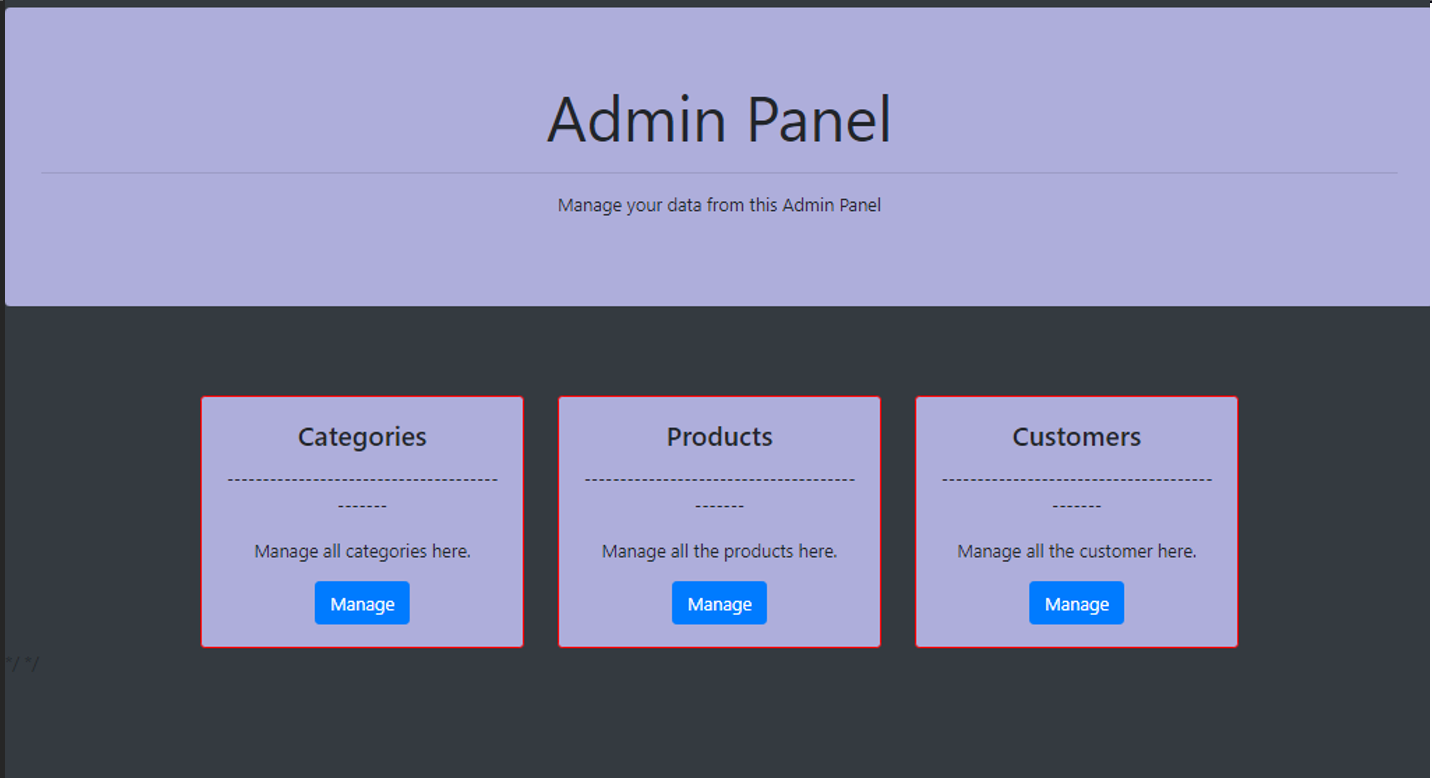 Admin Panel
Manage your data from this Admin Panel
Categories
--------------------------------------
-------
Manage all categories here.
Manage
Products
--------------------------------------
-------
Manage all the products here.
Manage
Customers
--------------------------------------
-------
Manage all the customer here.
Manage
*/ */